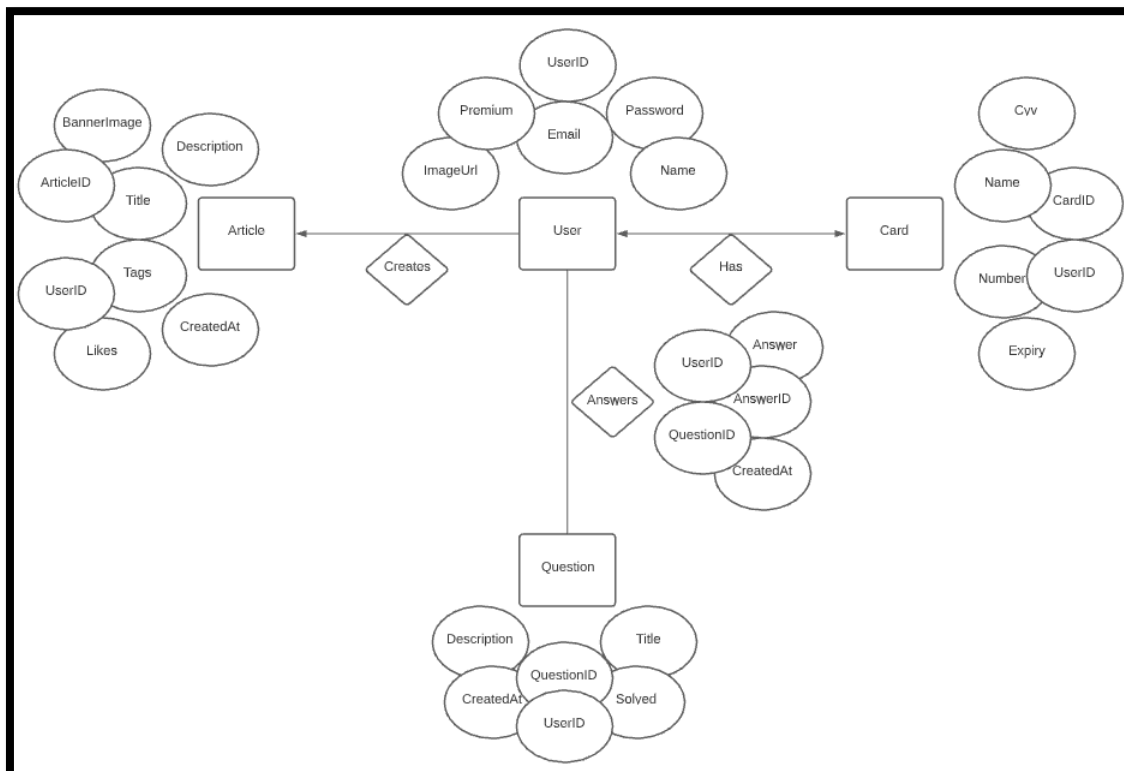 UserID
BannerImage
Premium
Password
Cvv
Email
Description
ImageUrl
Name
ArticleID
Title
Name
CardID
Article
User
Card
Creates
Has
Tags
UserID
UserID
Number
CreatedAt
Likes
Expiry
Answer
UserID
Answers
AnswerID
QuestionID
CreatedAt
Question
Description
Title
QuestionID
CreatedAt
Solved
UserID